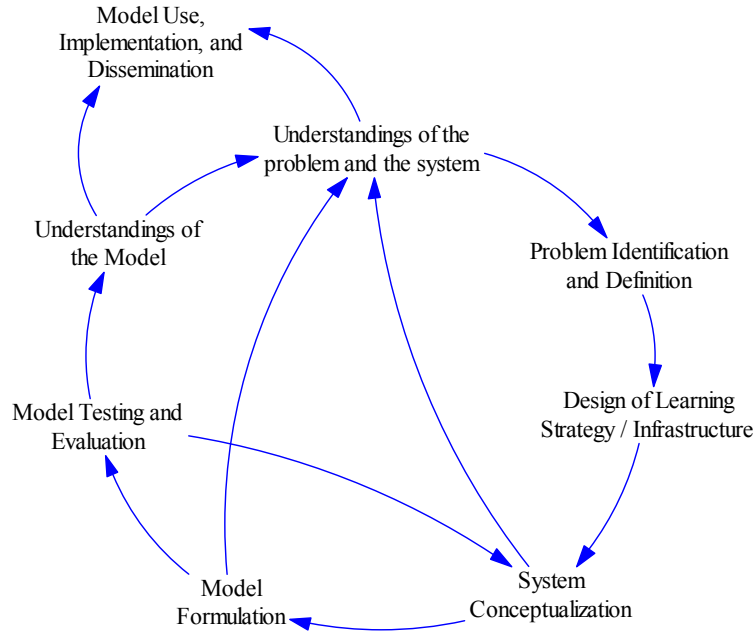 Model Use,
Implementation, and
Dissemination
Understandings of the
problem and the system
Understandings of
the Model
Problem Identification
and Definition
Model Testing and
Evaluation
Design of Learning
Strategy / Infrastructure
Model
Formulation
System
Conceptualization